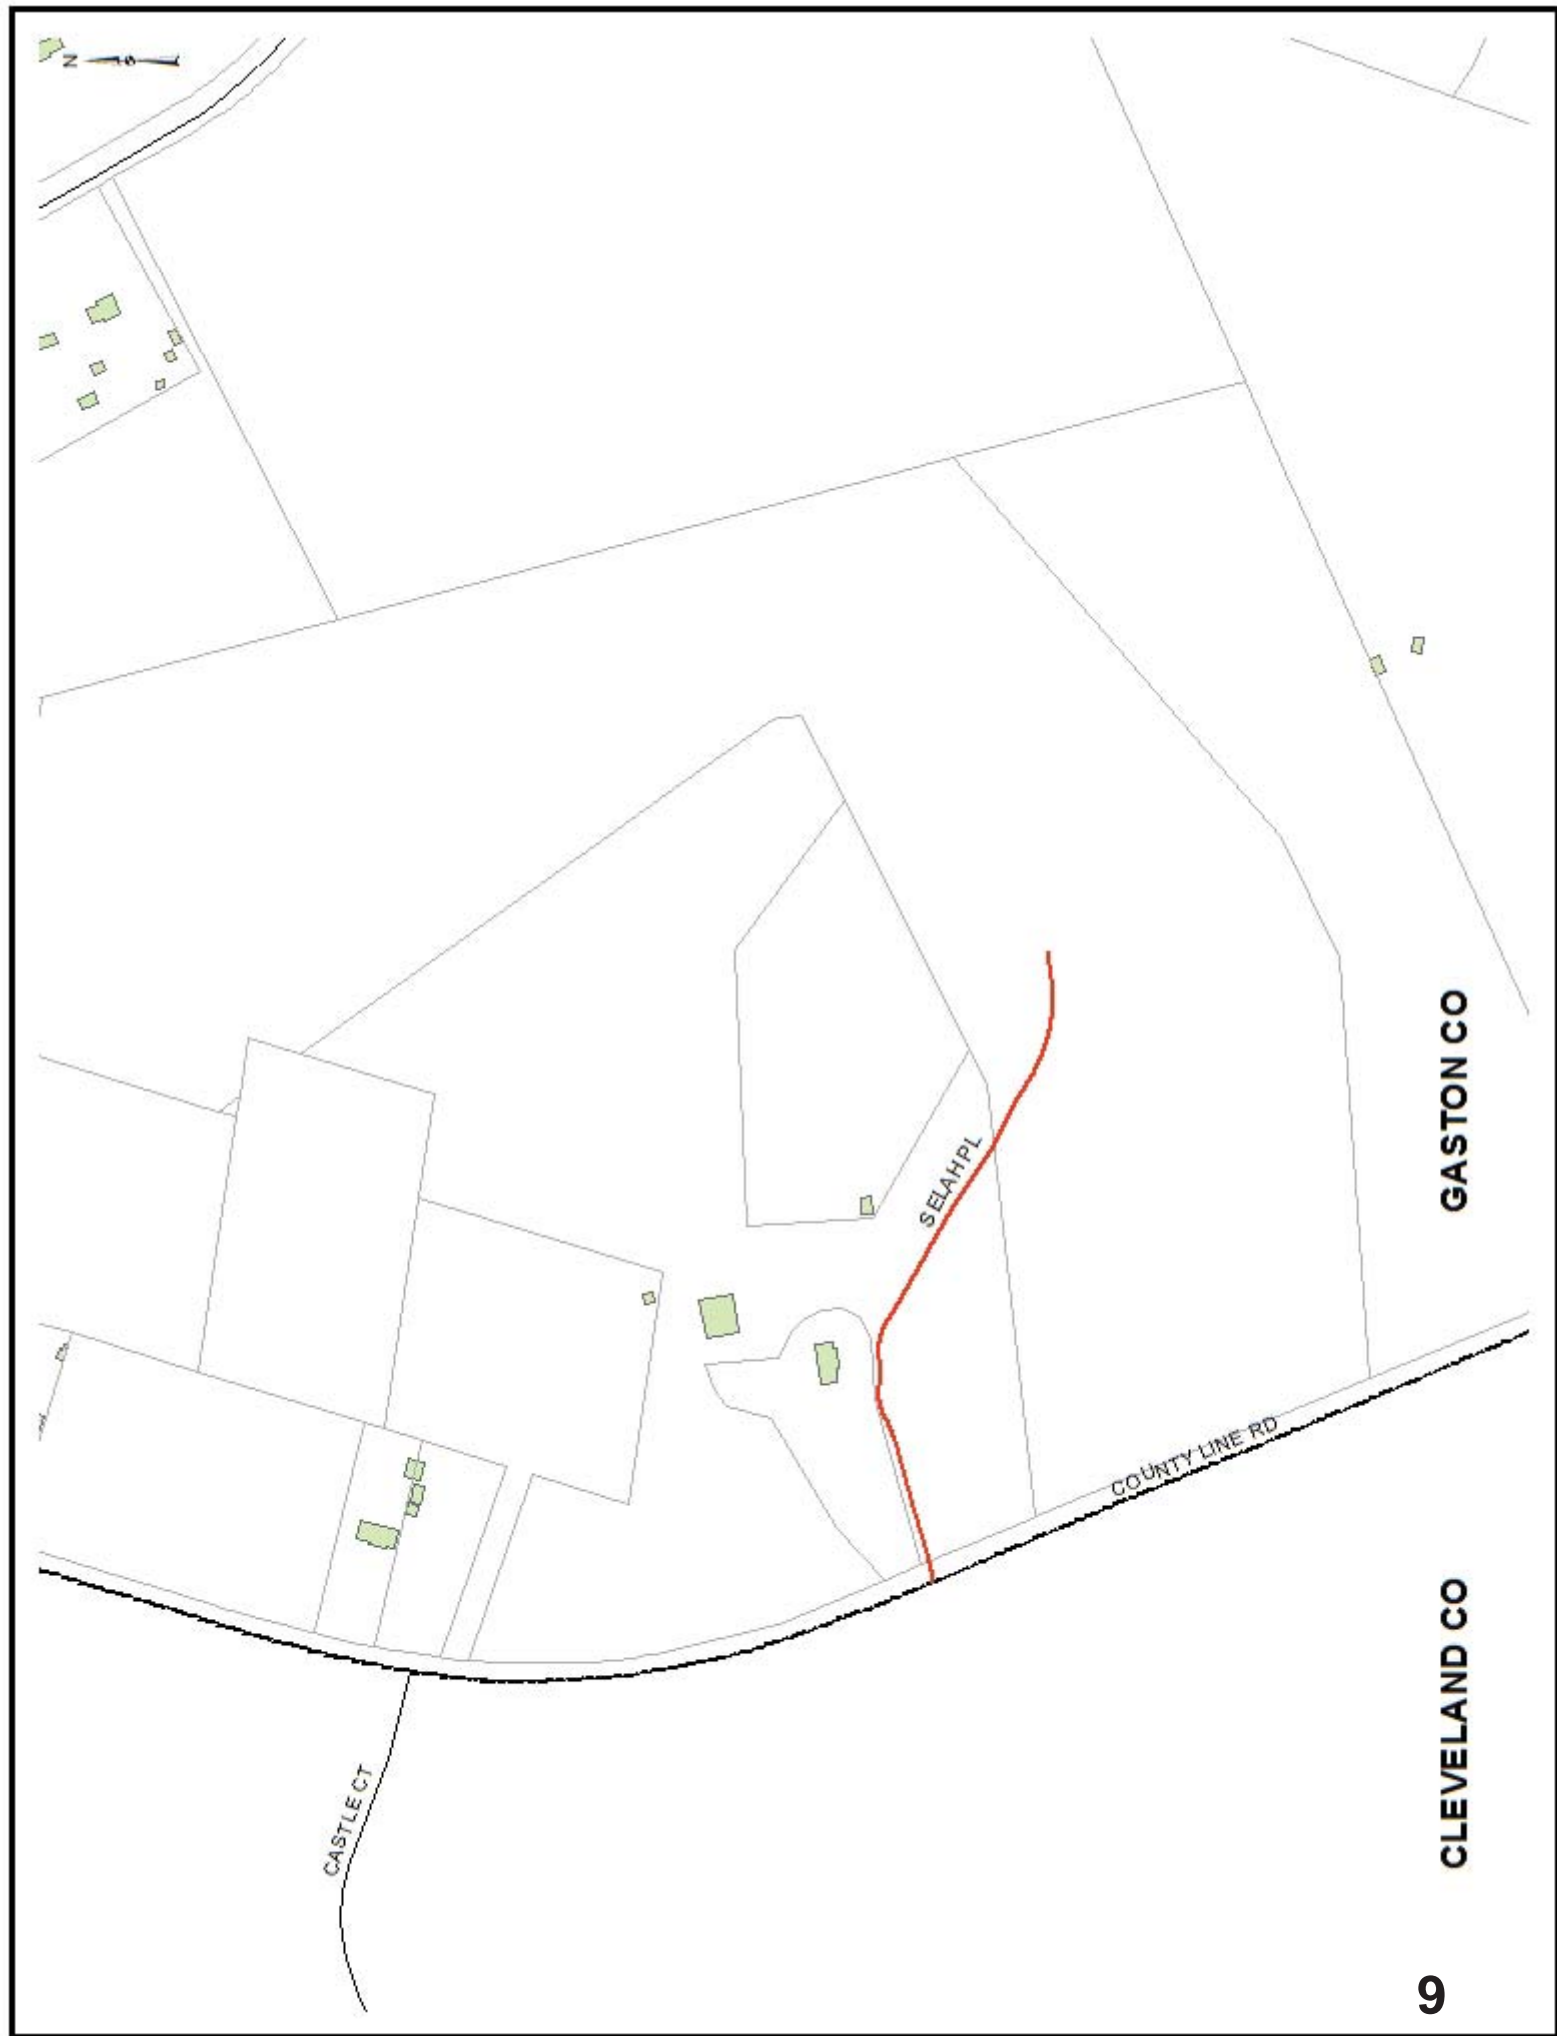 N
SELAH PL
GASTON CO
COUNTY LINE RD
CLEVELAND CO
CASTLE CT
9